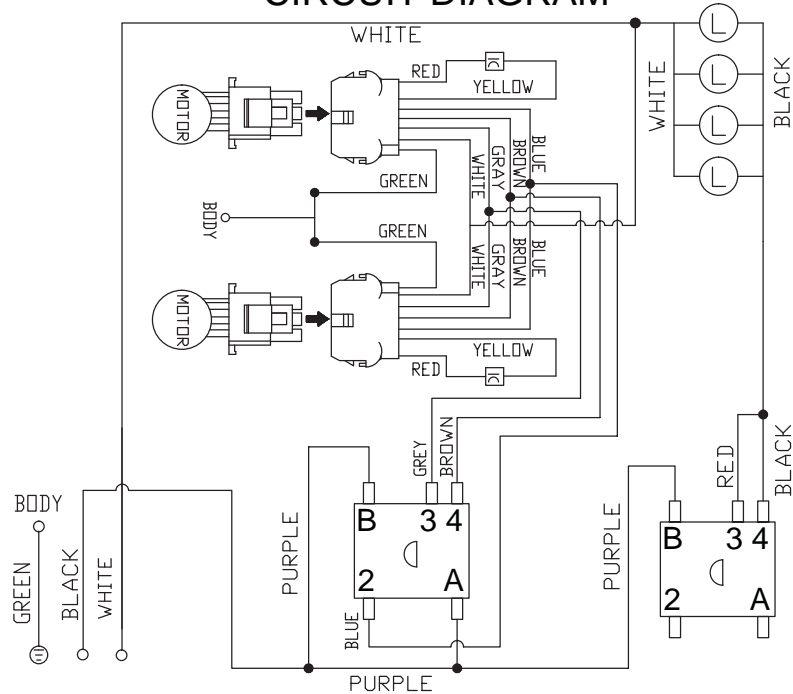 CIRCUIT DIAGRAM
WHITE
L
L
L
L
WHITE
BLACK
MOTOR
RED
IC
YELLOW
GREEN
WHITE
GRAY
BROWN
BLUE
BODY
GREEN
WHITE
GRAY
BROWN
BLUE
MOTOR
YELLOW
RED
IC
GREY
BROWN
B 3 4
2 A
BLUE
PURPLE
PURPLE
PURPLE
RED
BLACK
B 3 4
2 A
BODY
GREEN
BLACK
WHITE